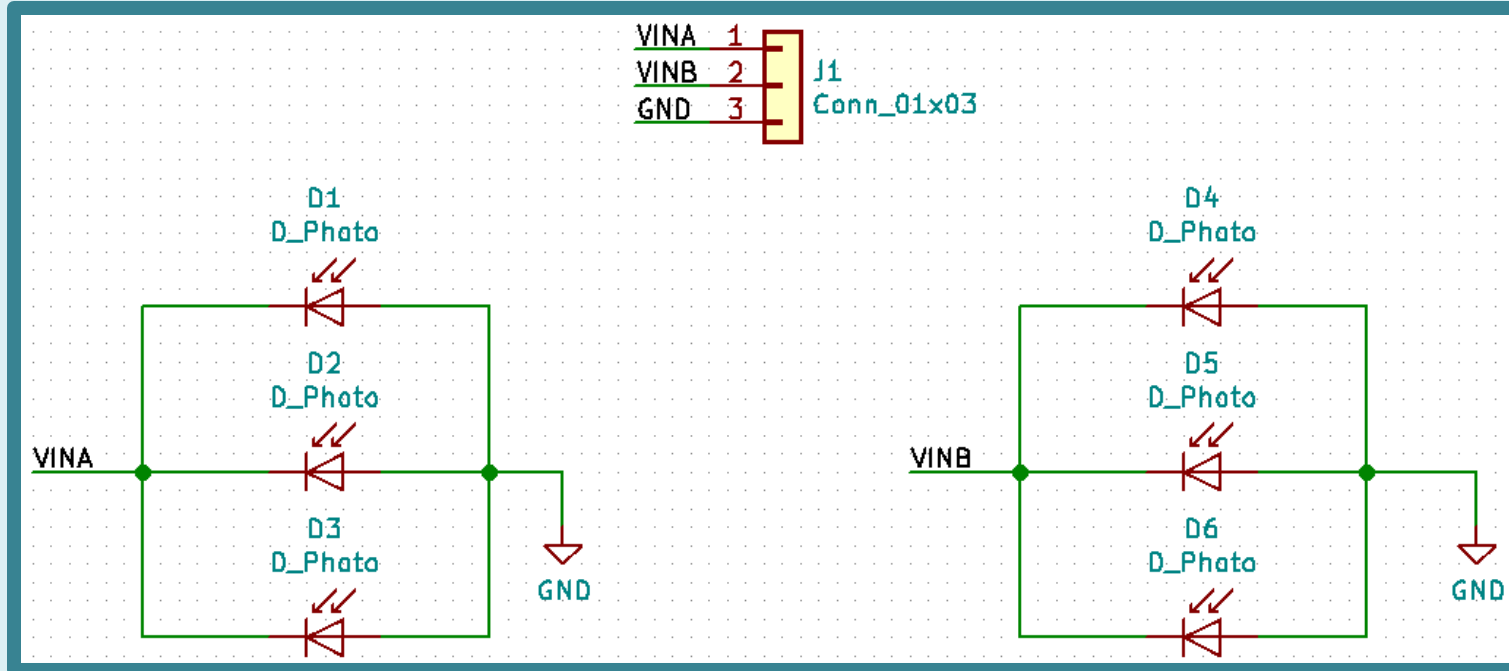 VINA 1
VINB 2
GND 3
J1
Conn_01x03
D1
D_Photo
D4
D_Photo
D2
D_Photo
D5
D_Photo
VINA
VINB
D3
D_Photo
GND
D6
D_Photo
GND